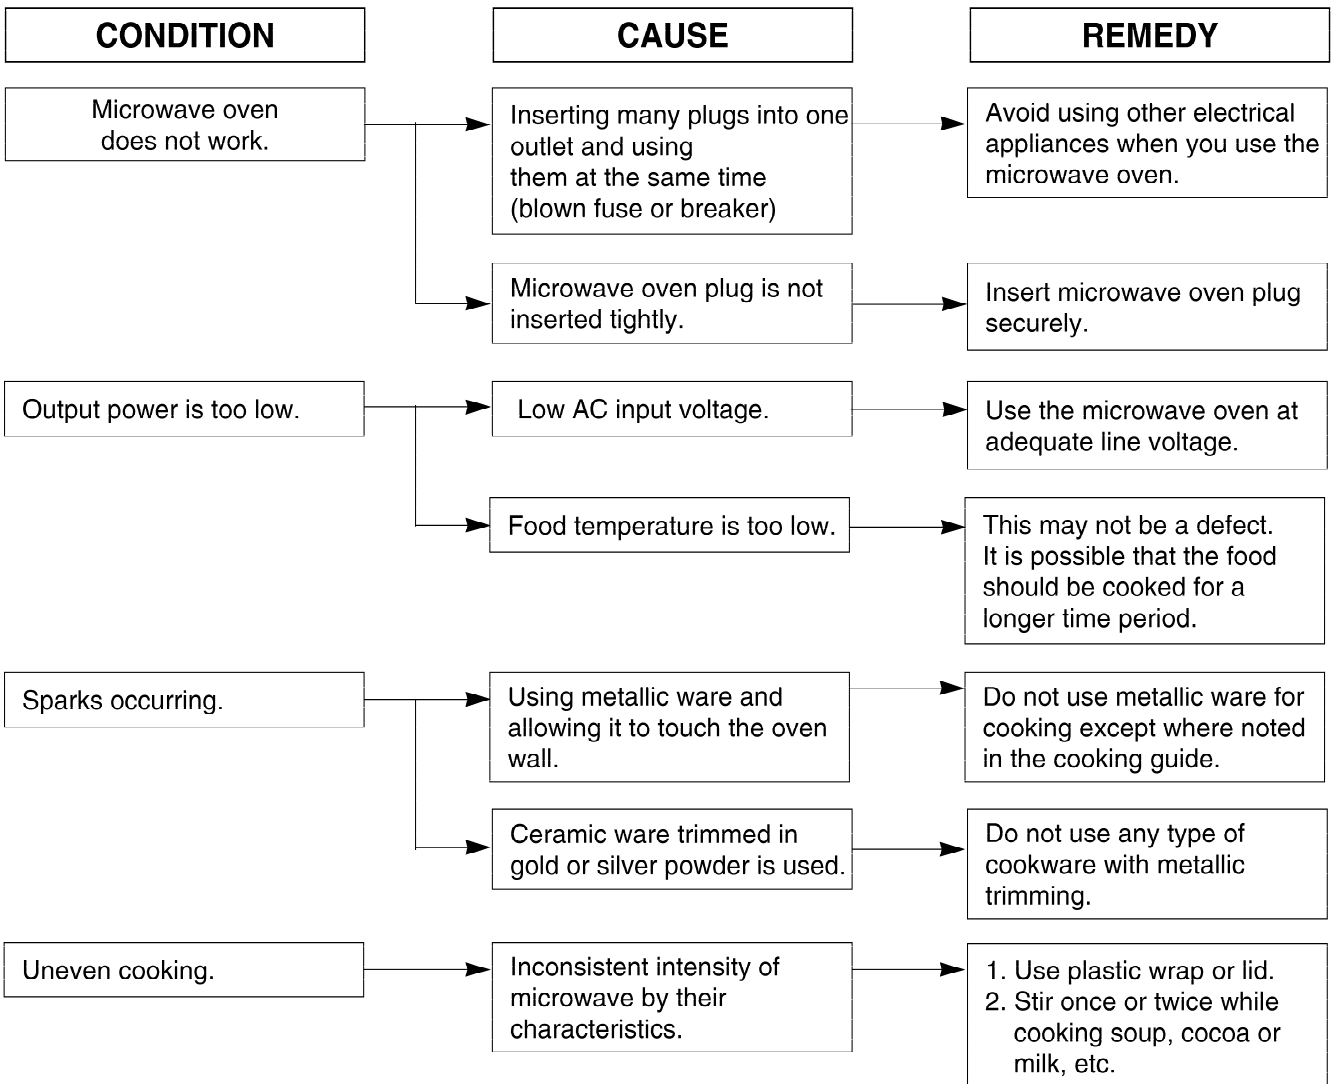 CONDITION
CAUSE
REMEDY
Microwave oven
does not work.
Inserting many plugs into one
outlet and using
them at the same time
(blown fuse or breaker)
Avoid using other electrical
appliances when you use the
microwave oven.
Microwave oven plug is not
inserted tightly.
Insert microwave oven plug
securely.
Output power is too low.
Low AC input voltage.
Use the microwave oven at
adequate line voltage.
Food temperature is too low.
This may not be a defect.
It is possible that the food
should be cooked for a
longer time period.
Sparks occurring.
Using metallic ware and
allowing it to touch the oven
wall.
Do not use metallic ware for
cooking except where noted
in the cooking guide.
Ceramic ware trimmed in
gold or silver powder is used.
Do not use any type of
cookware with metallic
trimming.
Uneven cooking.
Inconsistent intensity of
microwave by their
characteristics.
1. Use plastic wrap or lid.
2. Stir once or twice while
cooking soup, cocoa or
milk, etc.